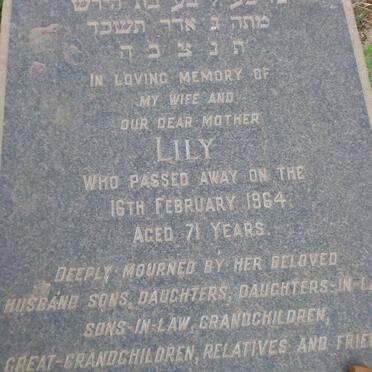 מתה ג אדר תשכד
ת נ צ ב ה
IN LOVING MEMORY OF
MY WIFE AND
OUR DEAR MOTHER
LILY
WHO PASSED AWAY ON THE
16TH FEBRUARY 1964
AGED 71 YEARS.
DEEPLY MOURNED BY HER BELOVED
HUSBAND SONS, DAUGHTERS, DAUGHTERS-IN-LA
SONS-IN-LAW, GRANDCHILDREN,
GREAT-GRANDCHILDREN, RELATIVES AND FRIEN